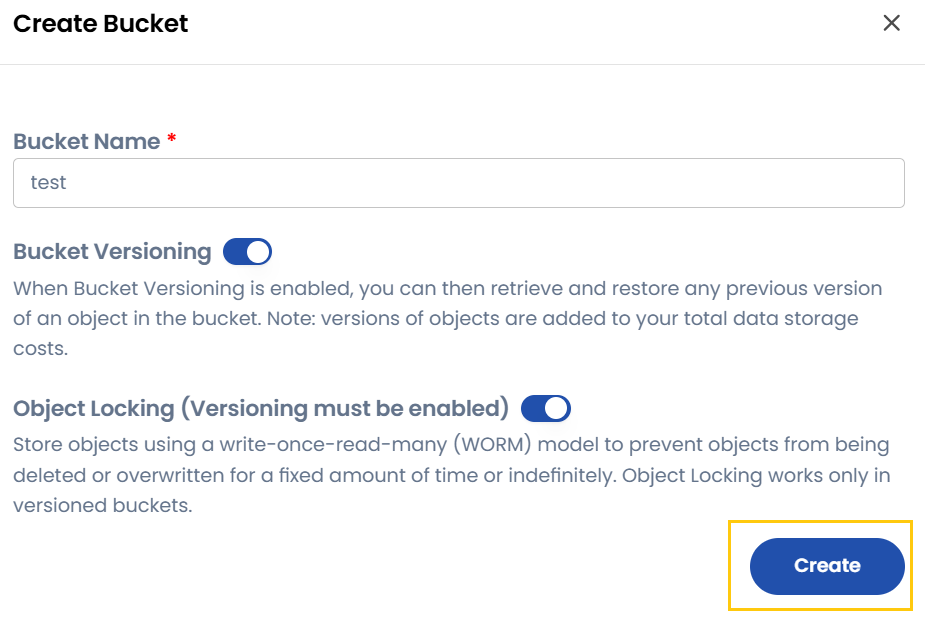 Create Bucket
Bucket Name *
test
Bucket Versioning
When Bucket Versioning is enabled, you can then retrieve and restore any previous version
of an object in the bucket. Note: versions of objects are added to your total data storage
costs.
Object Locking (Versioning must be enabled)
Store objects using a write-once-read-many (WORM) model to prevent objects from being
deleted or overwritten for a fixed amount of time or indefinitely. Object Locking works only in
versioned buckets.
Create